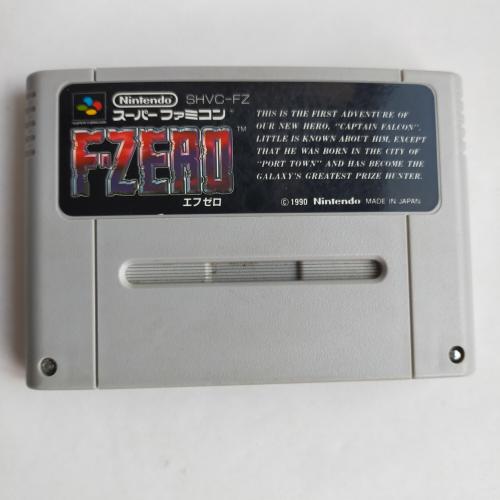 Nintendo SHVC-FZ
スーパーファミコン
F-ZERO™
エフゼロ
THIS IS THE FIRST ADVENTURE OF
OUR NEW HERO, "CAPTAIN FALCON".
LITTLE IS KNOWN ABOUT HIM, EXCEPT
THAT HE WAS BORN IN THE CITY OF
"PORT TOWN" AND HAS BECOME THE
GALAXY'S GREATEST PRIZE HUNTER.
©1990 Nintendo MADE IN JAPAN